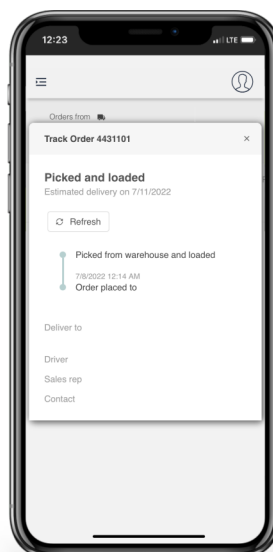 12:23
LTE
Orders from
Track Order 4431101 ×
Picked and loaded
Estimated delivery on 7/11/2022
Refresh
Picked from warehouse and loaded
7/8/2022 12:14 AM
Order placed to
Deliver to
Driver
Sales rep
Contact